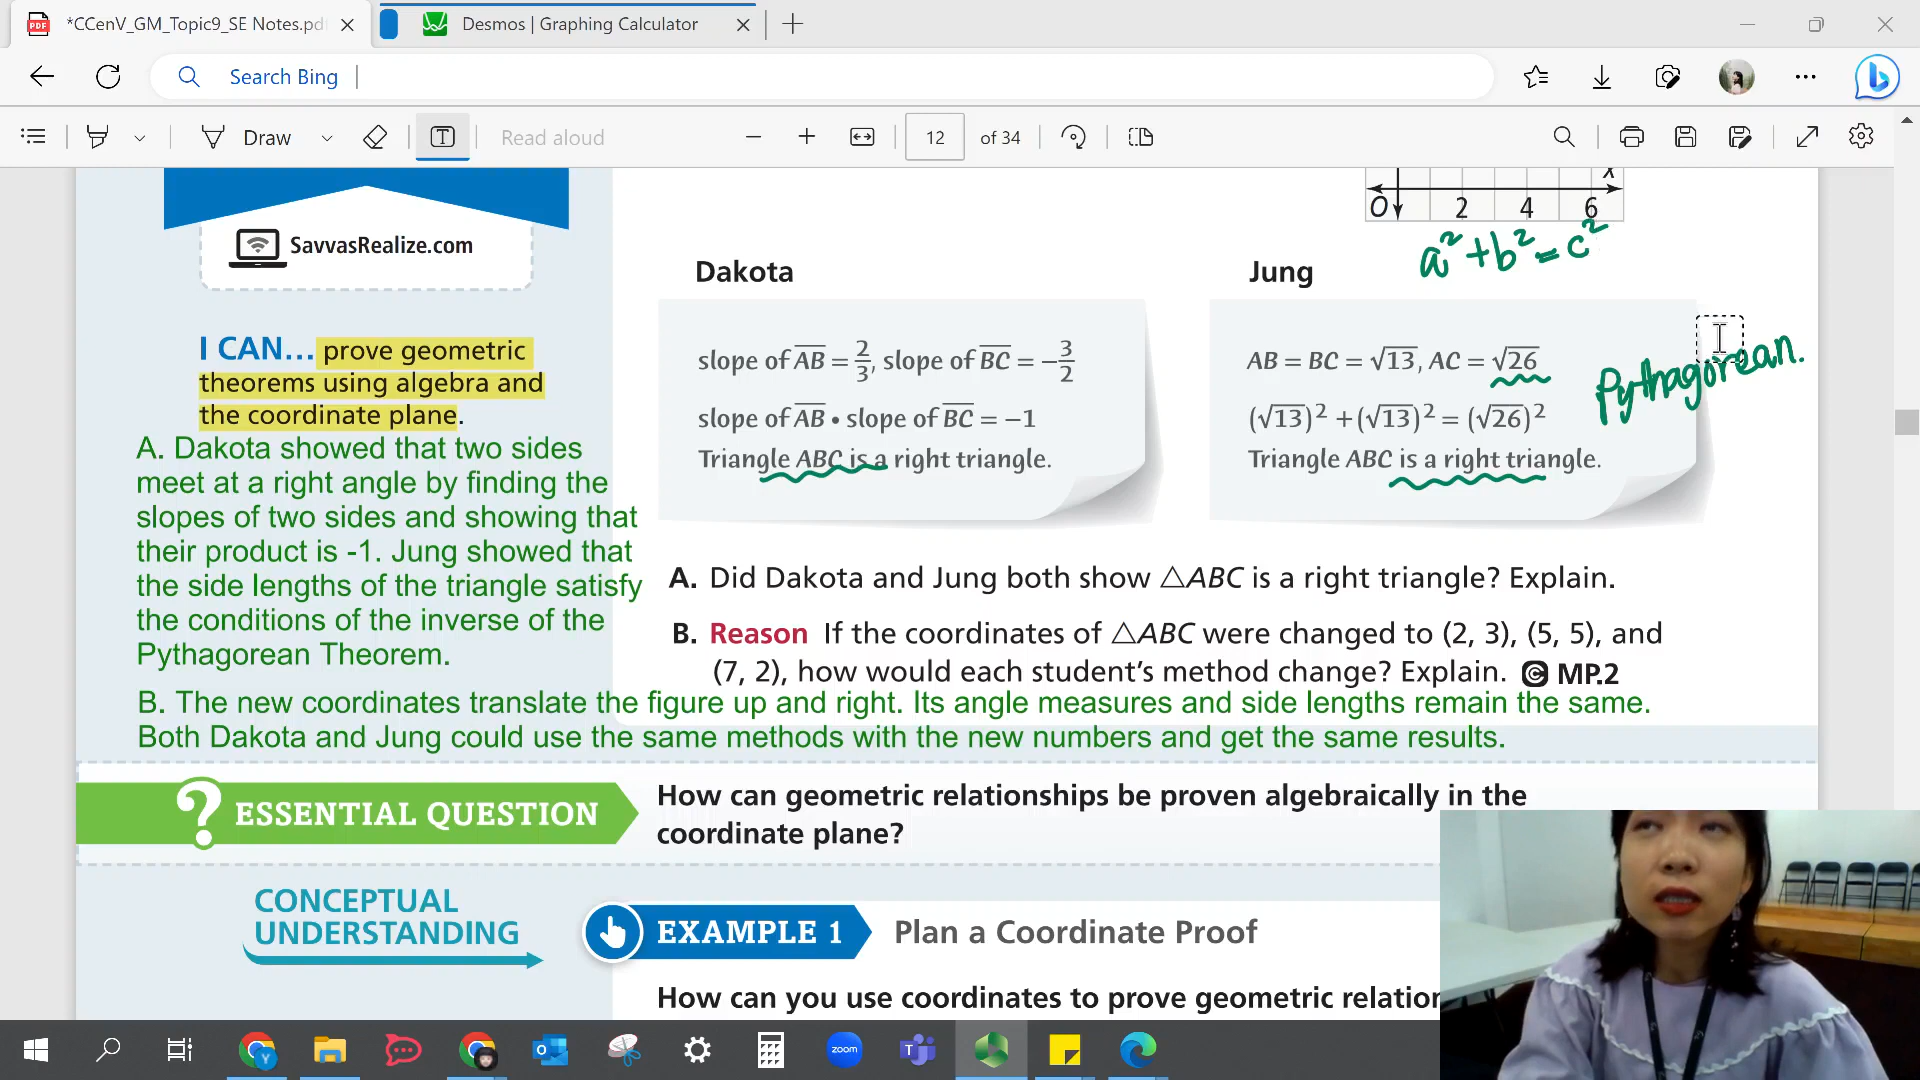 *CCenV_GM_Topic9_SE Notes.pdf
Desmos | Graphing Calculator
Search Bing
Draw
Read aloud
12 of 34
x
O 2 4 6
a² + b² = c²
SavvasRealize.com
Dakota
Jung
I CAN... prove geometric
theorems using algebra and
the coordinate plane.
slope of AB = 2/3, slope of BC = −3/2
slope of AB • slope of BC = −1
Triangle ABC is a right triangle.
AB = BC = √13, AC = √26
(√13)² + (√13)² = (√26)²
Triangle ABC is a right triangle.
Pythagorean.
A. Dakota showed that two sides
meet at a right angle by finding the
slopes of two sides and showing that
their product is -1. Jung showed that
the side lengths of the triangle satisfy
the conditions of the inverse of the
Pythagorean Theorem.
A. Did Dakota and Jung both show △ABC is a right triangle? Explain.
B. Reason If the coordinates of △ABC were changed to (2, 3), (5, 5), and
(7, 2), how would each student's method change? Explain. C MP.2
B. The new coordinates translate the figure up and right. Its angle measures and side lengths remain the same.
Both Dakota and Jung could use the same methods with the new numbers and get the same results.
? ESSENTIAL QUESTION
How can geometric relationships be proven algebraically in the
coordinate plane?
CONCEPTUAL
UNDERSTANDING
EXAMPLE 1 Plan a Coordinate Proof
How can you use coordinates to prove geometric relation
zoom